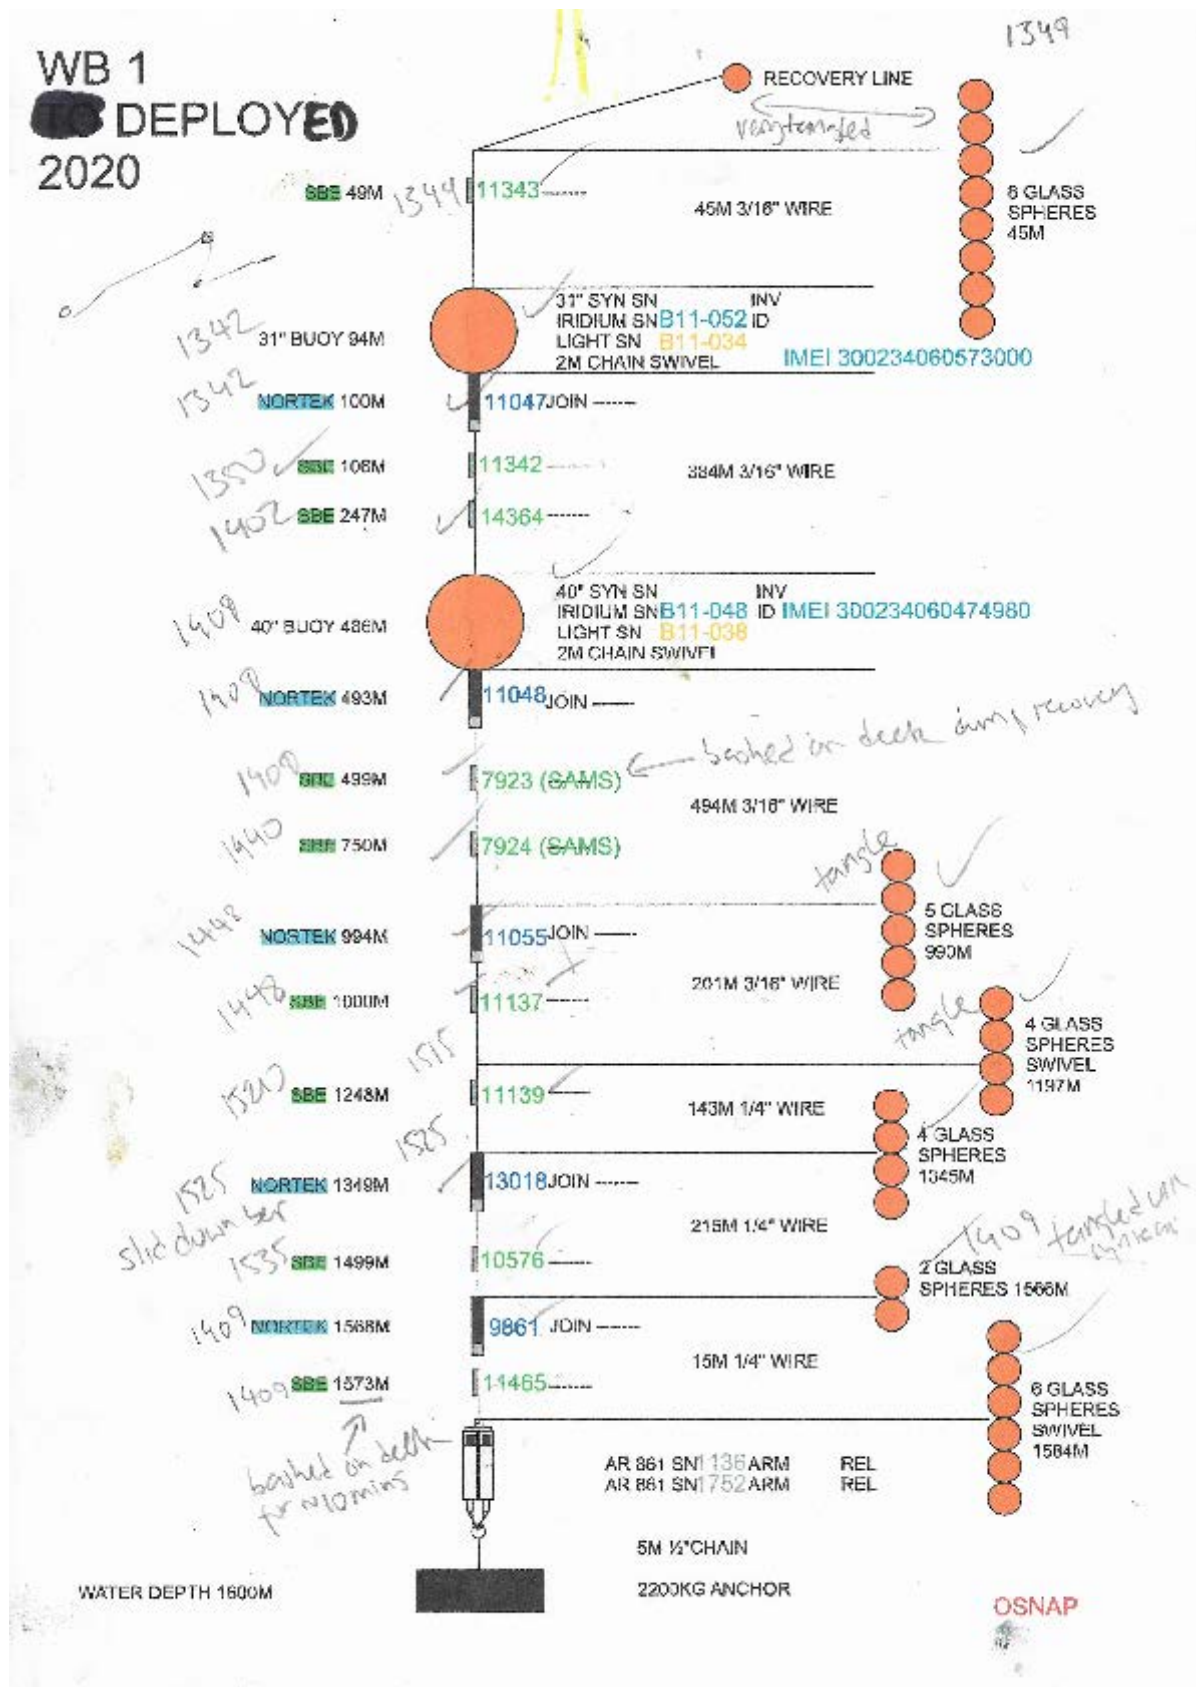 1349
WB 1
DEPLOYED
2020
RECOVERY LINE
very tangled
SBE 49M 1344 11343
45M 3/16" WIRE
8 GLASS
SPHERES
45M
1342
31" BUOY 94M
31" SYN SN INV
IRIDIUM SN B11-052 ID
LIGHT SN B11-034
2M CHAIN SWIVEL IMEI 300234060573000
1342
NORTEK 100M 11047 JOIN ------
1350 SBE 106M 11342 ------
384M 3/16" WIRE
1402 SBE 247M 14364 ------
1409
40" BUOY 486M
40" SYN SN INV
IRIDIUM SN B11-048 ID IMEI 300234060474980
LIGHT SN B11-038
2M CHAIN SWIVEL
1409 NORTEK 493M 11048 JOIN ------
bashed on deck during recovery
1409 SBE 499M 7923 (SAMS)
494M 3/16" WIRE
1440 SBE 750M 7924 (SAMS)
tangle
5 GLASS
SPHERES
990M
1448 NORTEK 994M 11055 JOIN ------
201M 3/16" WIRE
1448 SBE 1000M 11137 ------
tangle
4 GLASS
SPHERES
SWIVEL
1197M
1515
1520 SBE 1248M 11139 ------
143M 1/4" WIRE
1525
4 GLASS
SPHERES
1345M
1525 NORTEK 1349M 13018 JOIN ------
slid down
215M 1/4" WIRE
1409 tangled
1535 SBE 1499M 10576 ------
2 GLASS
SPHERES 1566M
1409 NORTEK 1568M 9861 JOIN ------
15M 1/4" WIRE
1409 SBE 1573M 11465 ------
bashed on deck
for ~10mins
6 GLASS
SPHERES
SWIVEL
1584M
AR 861 SN 1136 ARM REL
AR 861 SN 1752 ARM REL
5M ½" CHAIN
WATER DEPTH 1600M
2200KG ANCHOR
OSNAP